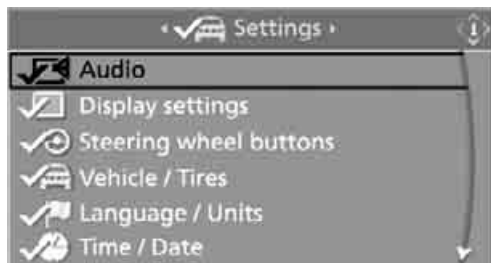 Settings
Audio
Display settings
Steering wheel buttons
Vehicle / Tires
Language / Units
Time / Date